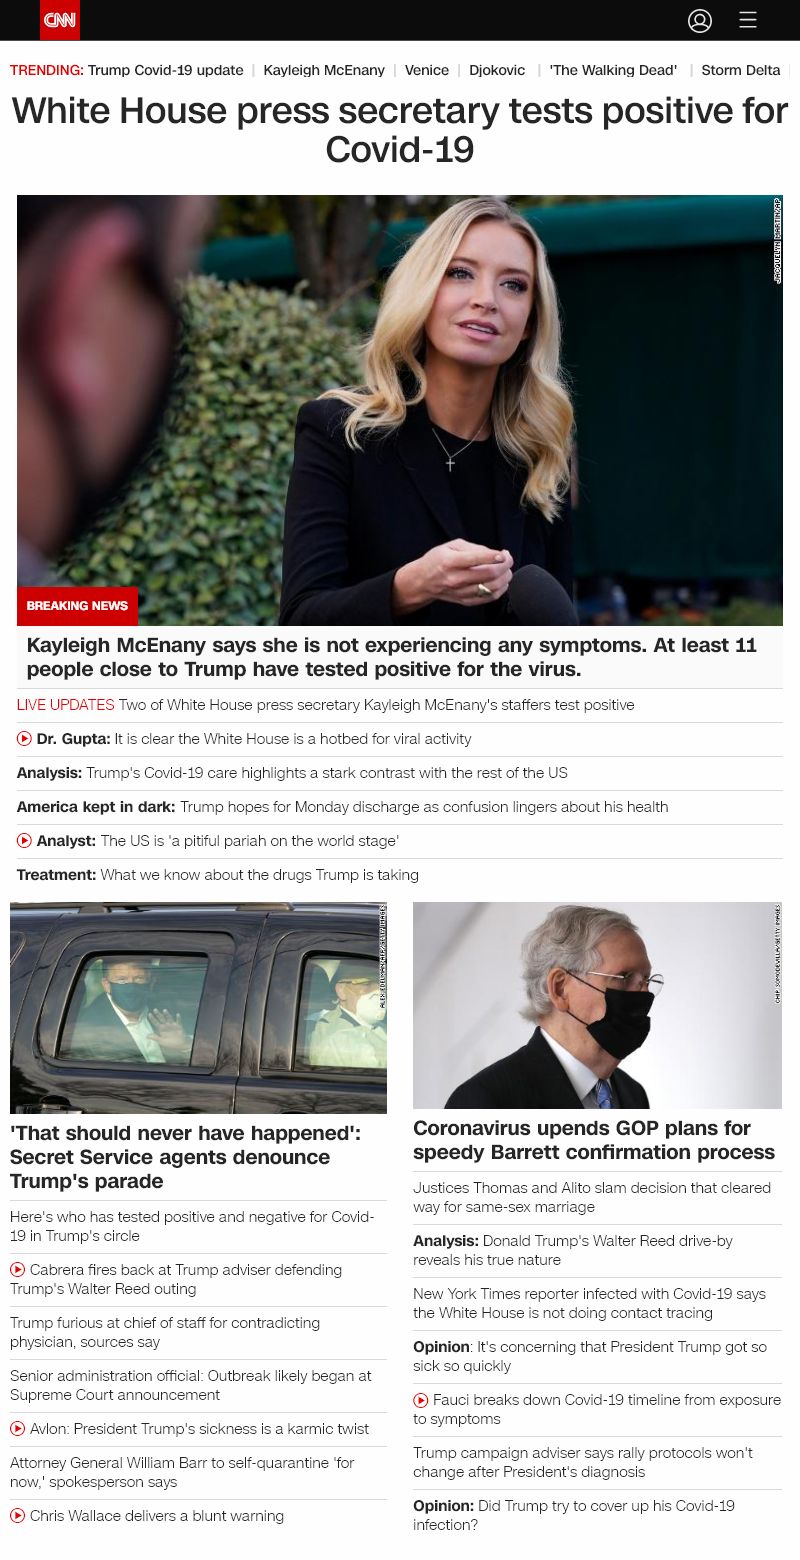 CNN
TRENDING: Trump Covid-19 update | Kayleigh McEnany | Venice | Djokovic | 'The Walking Dead' | Storm Delta
White House press secretary tests positive for
Covid-19
JACQUELYN MARTIN/AP
BREAKING NEWS
Kayleigh McEnany says she is not experiencing any symptoms. At least 11
people close to Trump have tested positive for the virus.
LIVE UPDATES Two of White House press secretary Kayleigh McEnany's staffers test positive
Dr. Gupta: It is clear the White House is a hotbed for viral activity
Analysis: Trump's Covid-19 care highlights a stark contrast with the rest of the US
America kept in dark: Trump hopes for Monday discharge as confusion lingers about his health
Analyst: The US is 'a pitiful pariah on the world stage'
Treatment: What we know about the drugs Trump is taking
ALEX EDELMAN/AFP/GETTY IMAGES
'That should never have happened':
Secret Service agents denounce
Trump's parade
Here's who has tested positive and negative for Covid-
19 in Trump's circle
Cabrera fires back at Trump adviser defending
Trump's Walter Reed outing
Trump furious at chief of staff for contradicting
physician, sources say
Senior administration official: Outbreak likely began at
Supreme Court announcement
Avlon: President Trump's sickness is a karmic twist
Attorney General William Barr to self-quarantine 'for
now,' spokesperson says
Chris Wallace delivers a blunt warning
CHIP SOMODEVILLA/GETTY IMAGES
Coronavirus upends GOP plans for
speedy Barrett confirmation process
Justices Thomas and Alito slam decision that cleared
way for same-sex marriage
Analysis: Donald Trump's Walter Reed drive-by
reveals his true nature
New York Times reporter infected with Covid-19 says
the White House is not doing contact tracing
Opinion: It's concerning that President Trump got so
sick so quickly
Fauci breaks down Covid-19 timeline from exposure
to symptoms
Trump campaign adviser says rally protocols won't
change after President's diagnosis
Opinion: Did Trump try to cover up his Covid-19
infection?